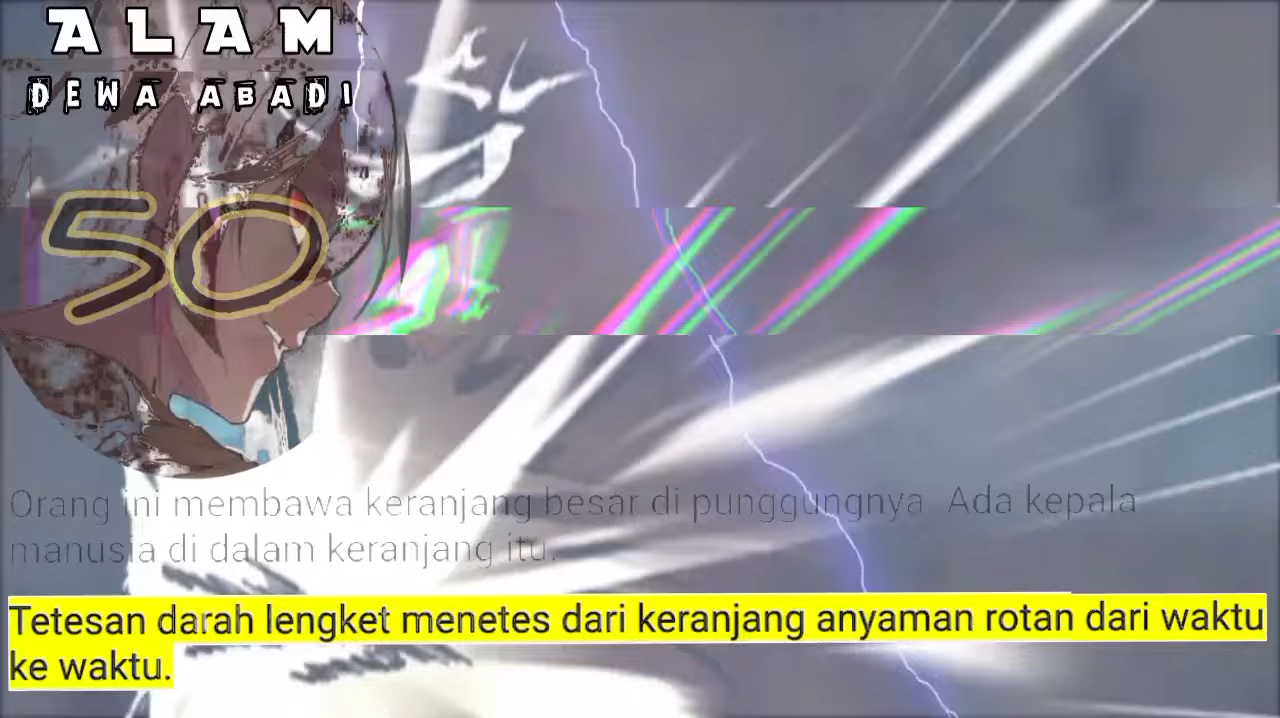 ALAM
DEWA ABADI
50
Orang ini membawa keranjang besar di punggungnya Ada kepala
manusia di dalam keranjang itu.
Tetesan darah lengket menetes dari keranjang anyaman rotan dari waktu
ke waktu.